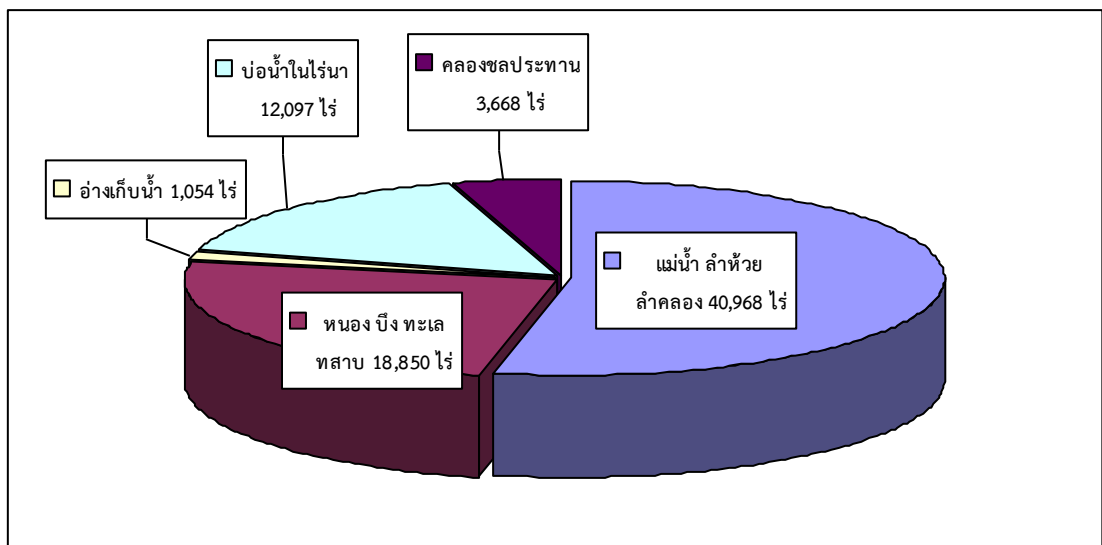 บ่อน้ำในไร่นา
12,097 ไร่
คลองชลประทาน
3,668 ไร่
อ่างเก็บน้ำ 1,054 ไร่
แม่น้ำ ลำห้วย
ลำคลอง 40,968 ไร่
หนอง บึง ทะเล
ทสาบ 18,850 ไร่